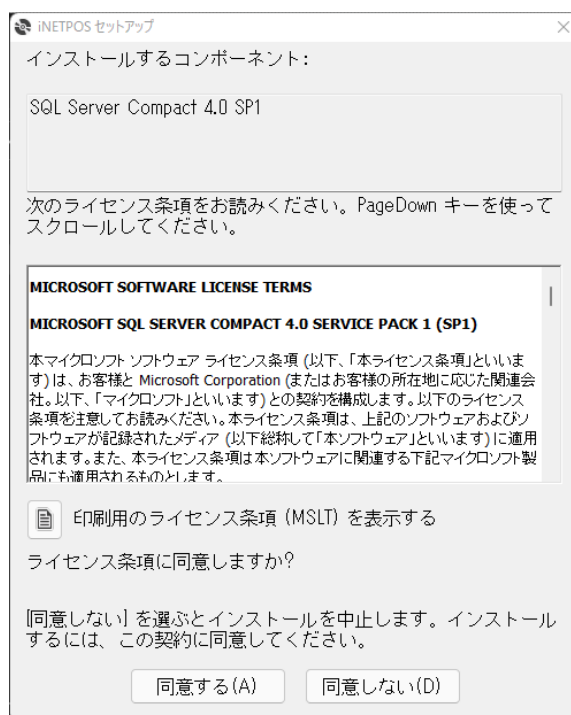 iNETPOS セットアップ
インストールするコンポーネント:
SQL Server Compact 4.0 SP1
次のライセンス条項をお読みください。PageDown キーを使って
スクロールしてください。
MICROSOFT SOFTWARE LICENSE TERMS
MICROSOFT SQL SERVER COMPACT 4.0 SERVICE PACK 1 (SP1)
本マイクロソフト ソフトウェア ライセンス条項 (以下、「本ライセンス条項」といいま
す) は、お客様と Microsoft Corporation (またはお客様の所在地に応じた関連会
社。以下、「マイクロソフト」といいます) との契約を構成します。以下のライセンス
条項を注意してお読みください。本ライセンス条項は、上記のソフトウェアおよびソ
フトウェアが記録されたメディア (以下総称して「本ソフトウェア」といいます) に適用
されます。また、本ライセンス条項は本ソフトウェアに関連する下記マイクロソフト製
品にも適用されるものとします。
印刷用のライセンス条項 (MSLT) を表示する
ライセンス条項に同意しますか?
[同意しない] を選ぶとインストールを中止します。インストール
するには、この契約に同意してください。
同意する(A) 同意しない(D)